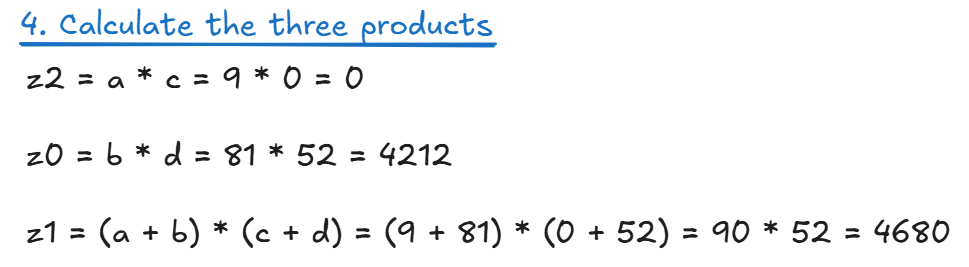 4. Calculate the three products
z2 = a * c = 9 * 0 = 0
z0 = b * d = 81 * 52 = 4212
z1 = (a + b) * (c + d) = (9 + 81) * (0 + 52) = 90 * 52 = 4680